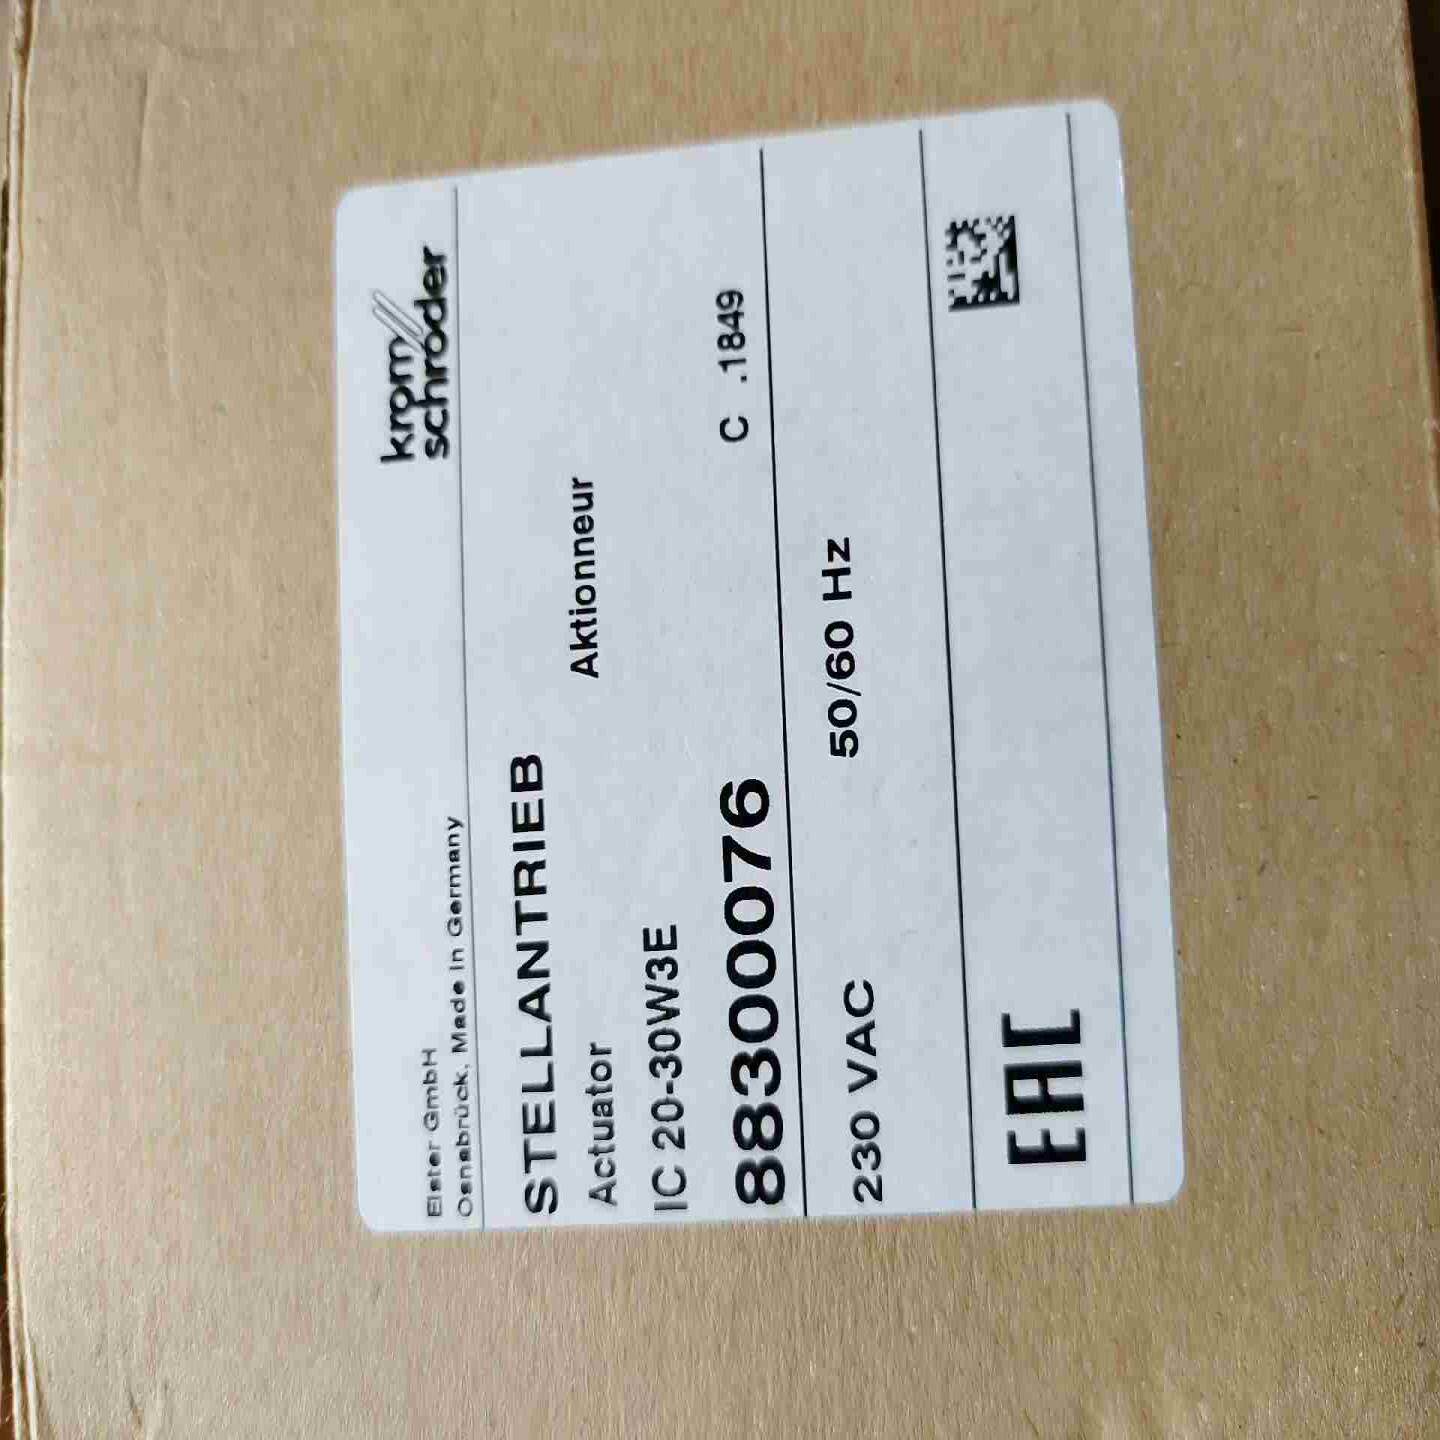 Elster GmbH
Osnabrück, Made in Germany
krom
schroder
STELLANTRIEB
Actuator Aktionneur
IC 20-30W3E
88300076 C .1849
230 VAC 50/60 Hz
EAC